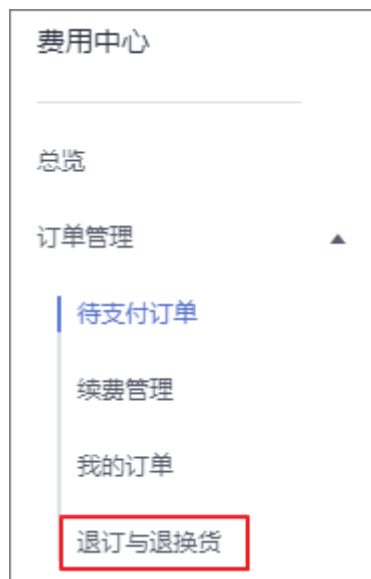 费用中心
总览
订单管理
待支付订单
续费管理
我的订单
退订与退换货